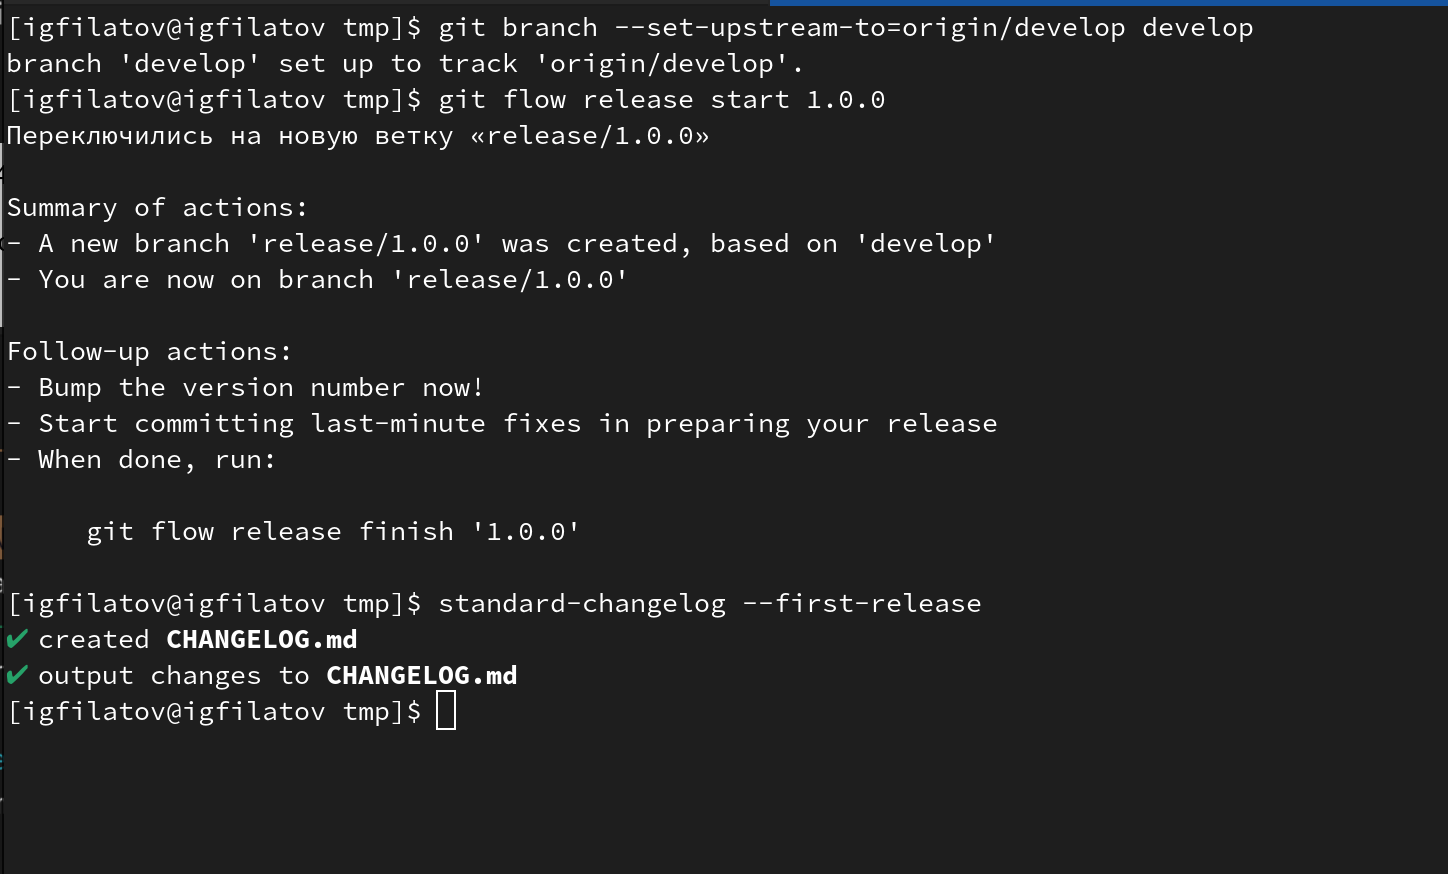 [igfilatov@igfilatov tmp]$ git branch --set-upstream-to=origin/develop develop
branch 'develop' set up to track 'origin/develop'.
[igfilatov@igfilatov tmp]$ git flow release start 1.0.0
Переключились на новую ветку «release/1.0.0»
Summary of actions:
- A new branch 'release/1.0.0' was created, based on 'develop'
- You are now on branch 'release/1.0.0'
Follow-up actions:
- Bump the version number now!
- Start committing last-minute fixes in preparing your release
- When done, run:
git flow release finish '1.0.0'
[igfilatov@igfilatov tmp]$ standard-changelog --first-release
✔ created CHANGELOG.md
✔ output changes to CHANGELOG.md
[igfilatov@igfilatov tmp]$